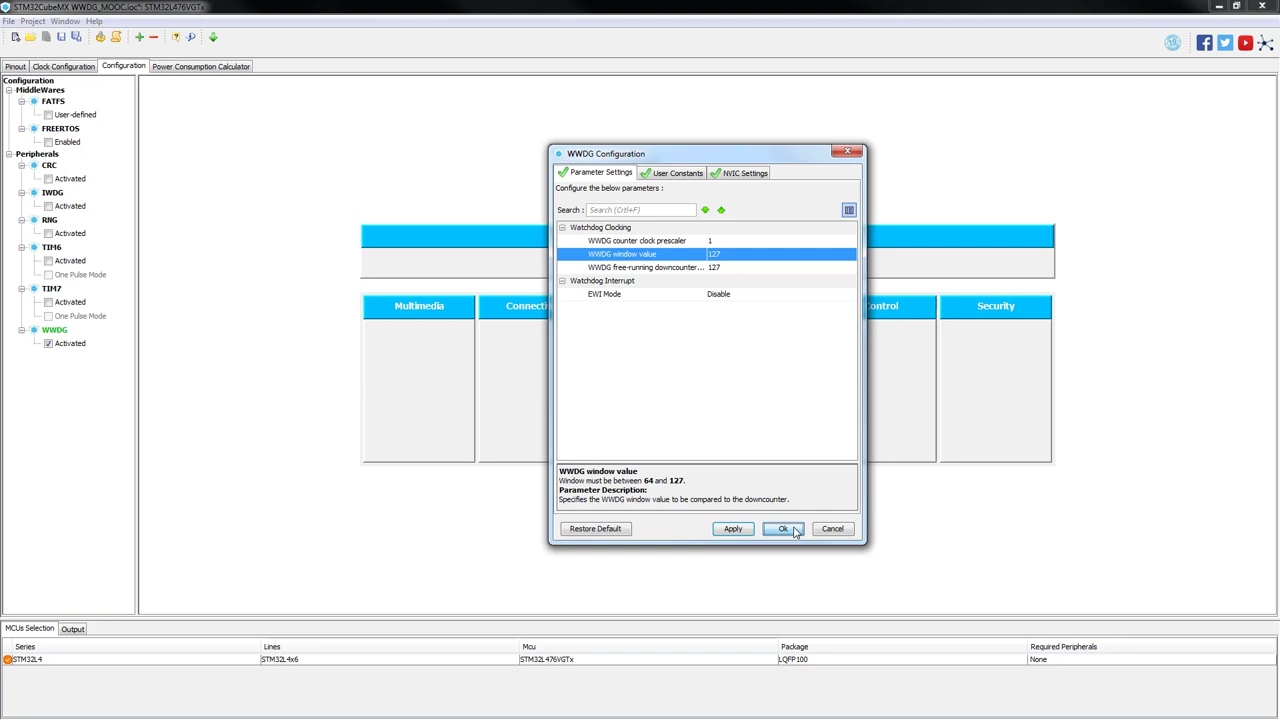 STM32CubeMX WWDG_MOOC.ioc*: STM32L476VGTx
File Project Window Help
Pinout Clock Configuration Configuration Power Consumption Calculator
Configuration
MiddleWares
FATFS
User-defined
FREERTOS
Enabled
Peripherals
CRC
Activated
IWDG
Activated
RNG
Activated
TIM6
Activated
One Pulse Mode
TIM7
Activated
One Pulse Mode
WWDG
Activated
Multimedia Connecti Control Security
WWDG Configuration
Parameter Settings User Constants NVIC Settings
Configure the below parameters :
Search : Search (Crtl+F)
Watchdog Clocking
WWDG counter clock prescaler 1
WWDG window value 127
WWDG free-running downcounter... 127
Watchdog Interrupt
EWI Mode Disable
WWDG window value
Window must be between 64 and 127.
Parameter Description:
Specifies the WWDG window value to be compared to the downcounter.
Restore Default Apply Ok Cancel
MCUs Selection Output
Series Lines Mcu Package Required Peripherals
STM32L4 STM32L4x6 STM32L476VGTx LQFP100 None